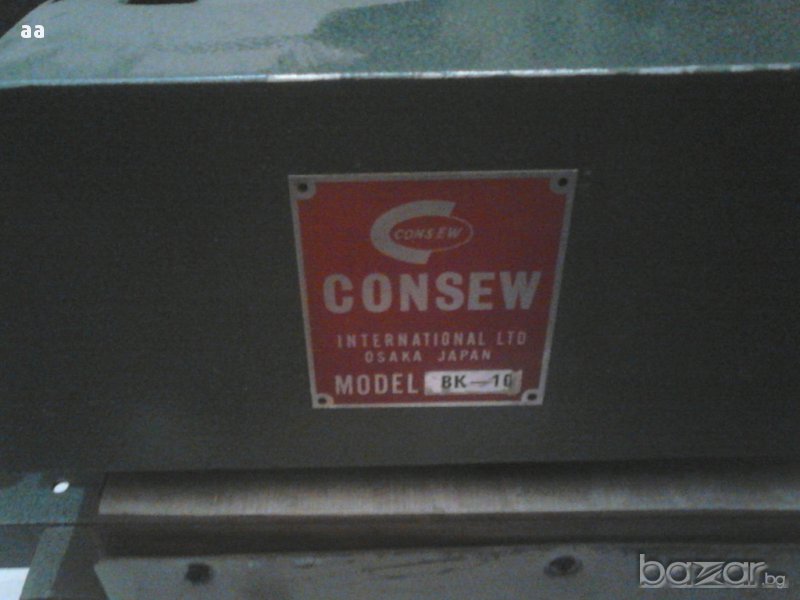 aa
CONSEW
CONSEW
INTERNATIONAL LTD
OSAKA JAPAN
MODEL BK-10
bazar.bg